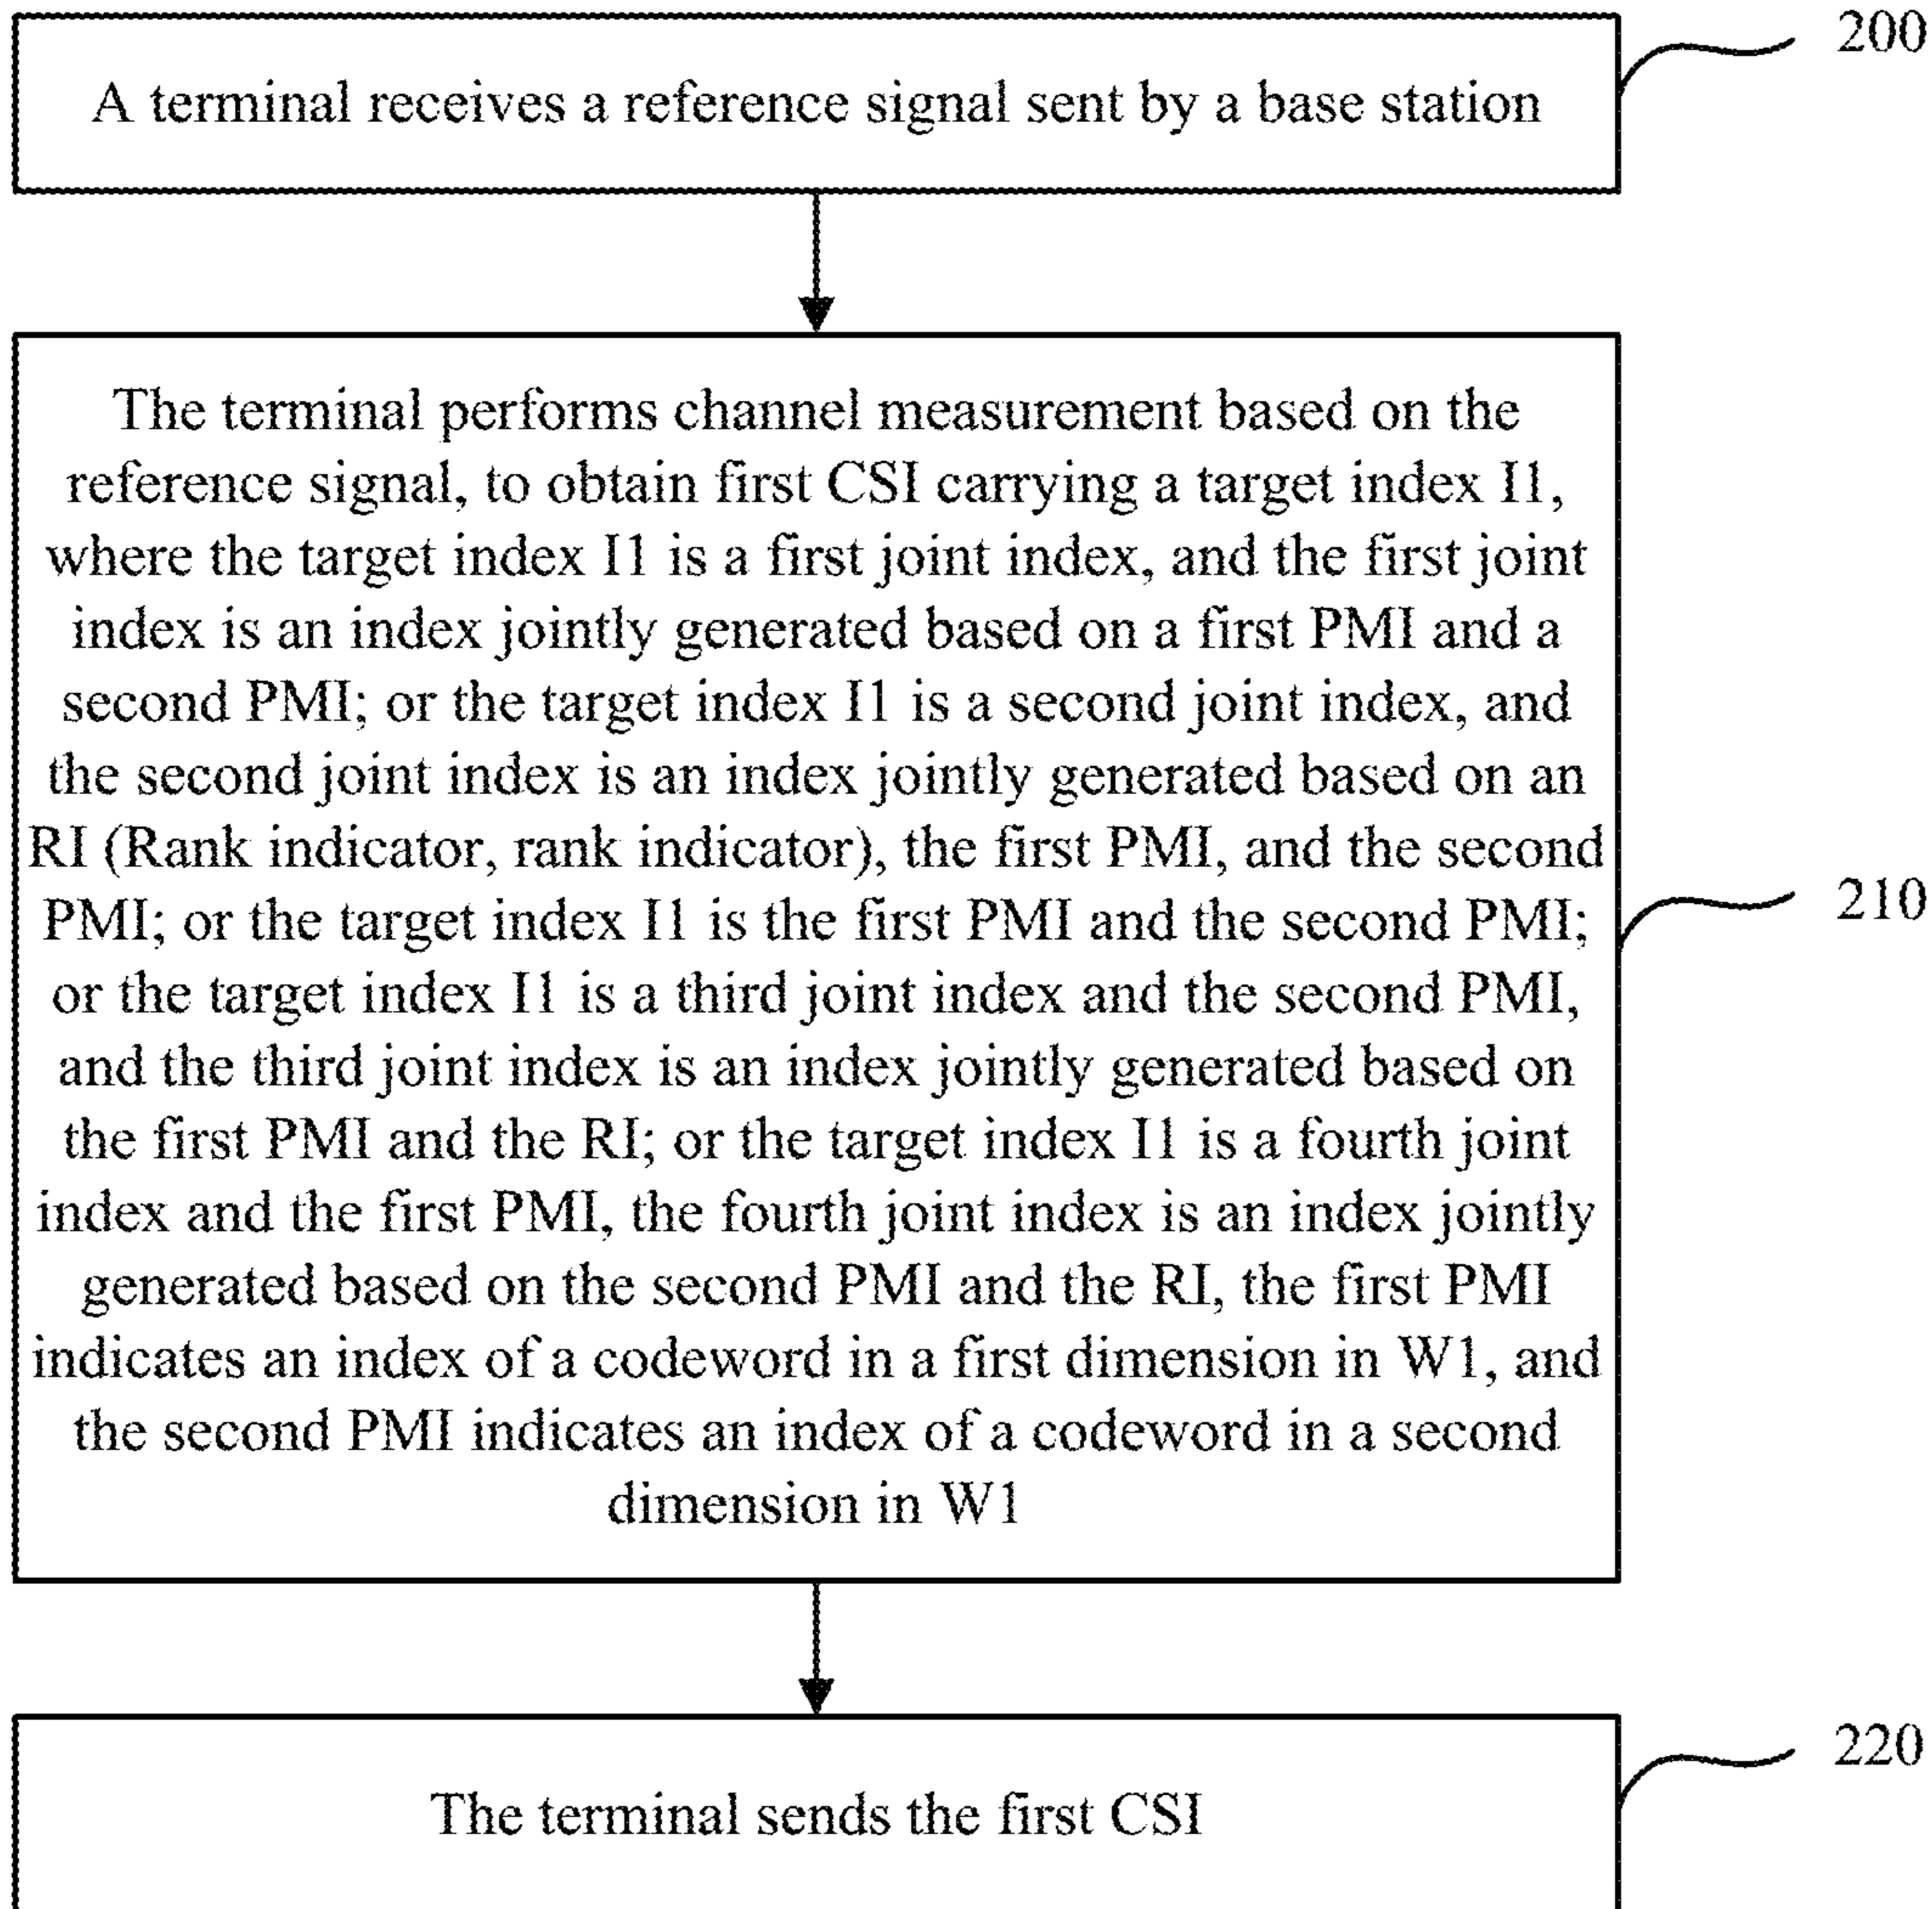 A terminal receives a reference signal sent by a base station
200
The terminal performs channel measurement based on the
reference signal, to obtain first CSI carrying a target index I1,
where the target index I1 is a first joint index, and the first joint
index is an index jointly generated based on a first PMI and a
second PMI; or the target index I1 is a second joint index, and
the second joint index is an index jointly generated based on an
RI (Rank indicator, rank indicator), the first PMI, and the second
PMI; or the target index I1 is the first PMI and the second PMI;
or the target index I1 is a third joint index and the second PMI,
and the third joint index is an index jointly generated based on
the first PMI and the RI; or the target index I1 is a fourth joint
index and the first PMI, the fourth joint index is an index jointly
generated based on the second PMI and the RI, the first PMI
indicates an index of a codeword in a first dimension in W1, and
the second PMI indicates an index of a codeword in a second
dimension in W1
210
The terminal sends the first CSI
220